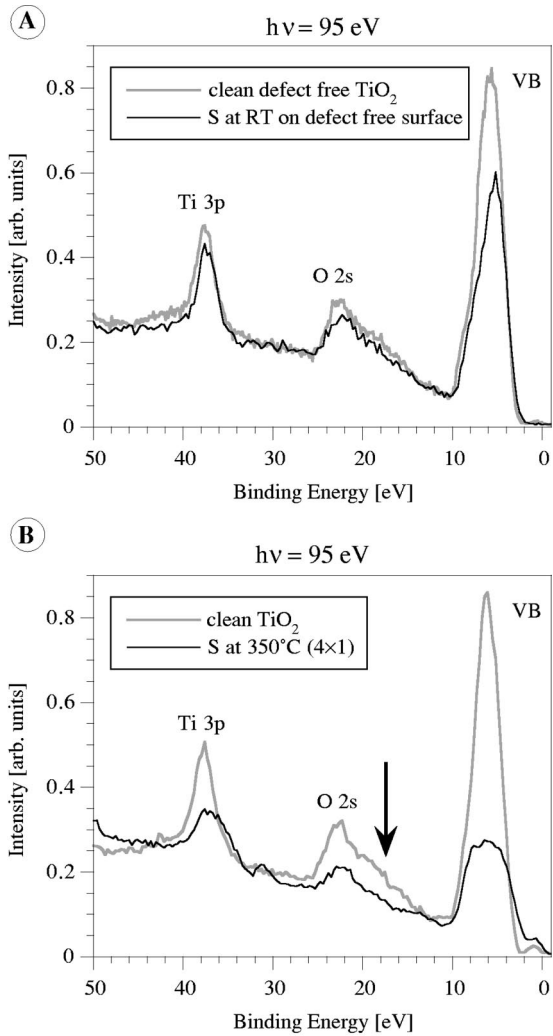 A
hν = 95 eV
clean defect free TiO₂
S at RT on defect free surface
VB
Ti 3p
O 2s
Intensity [arb. units]
0.8
0.6
0.4
0.2
0
50 40 30 20 10 0
Binding Energy [eV]
B
hν = 95 eV
clean TiO₂
S at 350°C (4×1)
VB
Ti 3p
O 2s
Intensity [arb. units]
0.8
0.6
0.4
0.2
0
50 40 30 20 10 0
Binding Energy [eV]